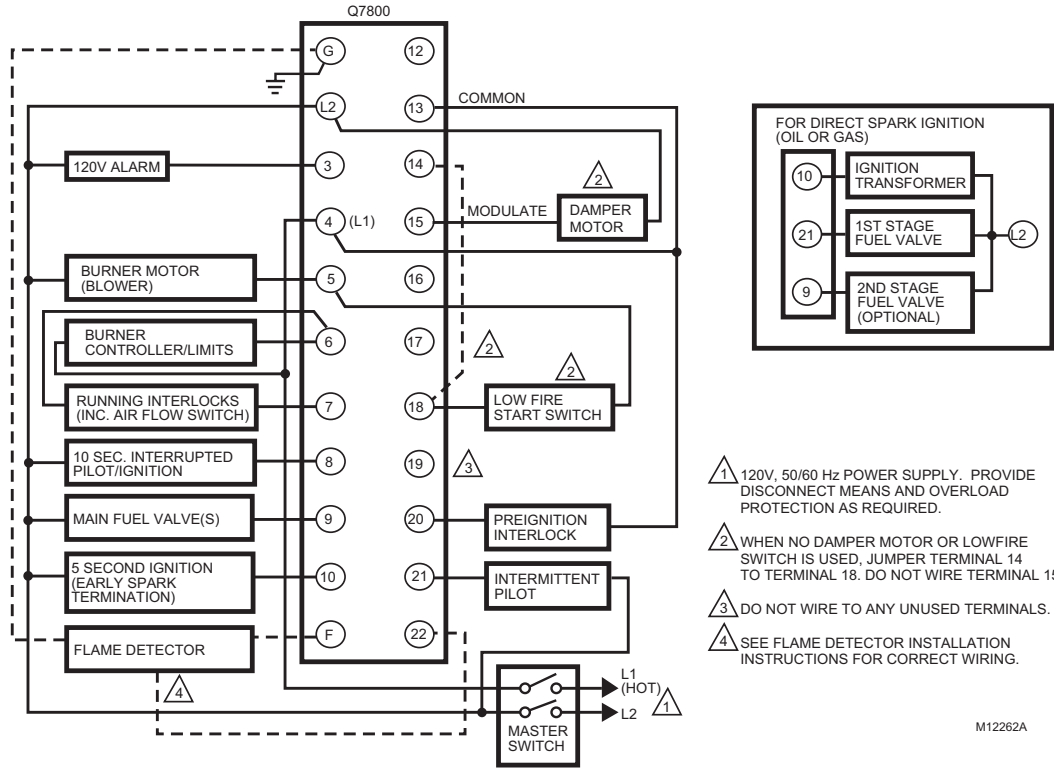 Q7800
G
12
L2
13
COMMON
120V ALARM
3
14
2
4
(L1)
15
MODULATE
DAMPER
MOTOR
BURNER MOTOR
(BLOWER)
5
16
BURNER
CONTROLLER/LIMITS
6
17
2
2
RUNNING INTERLOCKS
(INC. AIR FLOW SWITCH)
7
18
LOW FIRE
START SWITCH
10 SEC. INTERRUPTED
PILOT/IGNITION
8
19
3
MAIN FUEL VALVE(S)
9
20
PREIGNITION
INTERLOCK
5 SECOND IGNITION
(EARLY SPARK
TERMINATION)
10
21
INTERMITTENT
PILOT
FLAME DETECTOR
F
22
4
L1
(HOT)
L2
1
MASTER
SWITCH
FOR DIRECT SPARK IGNITION
(OIL OR GAS)
10
IGNITION
TRANSFORMER
21
1ST STAGE
FUEL VALVE
L2
9
2ND STAGE
FUEL VALVE
(OPTIONAL)
1 120V, 50/60 Hz POWER SUPPLY. PROVIDE
DISCONNECT MEANS AND OVERLOAD
PROTECTION AS REQUIRED.
2 WHEN NO DAMPER MOTOR OR LOWFIRE
SWITCH IS USED, JUMPER TERMINAL 14
TO TERMINAL 18. DO NOT WIRE TERMINAL 15
3 DO NOT WIRE TO ANY UNUSED TERMINALS.
4 SEE FLAME DETECTOR INSTALLATION
INSTRUCTIONS FOR CORRECT WIRING.
M12262A